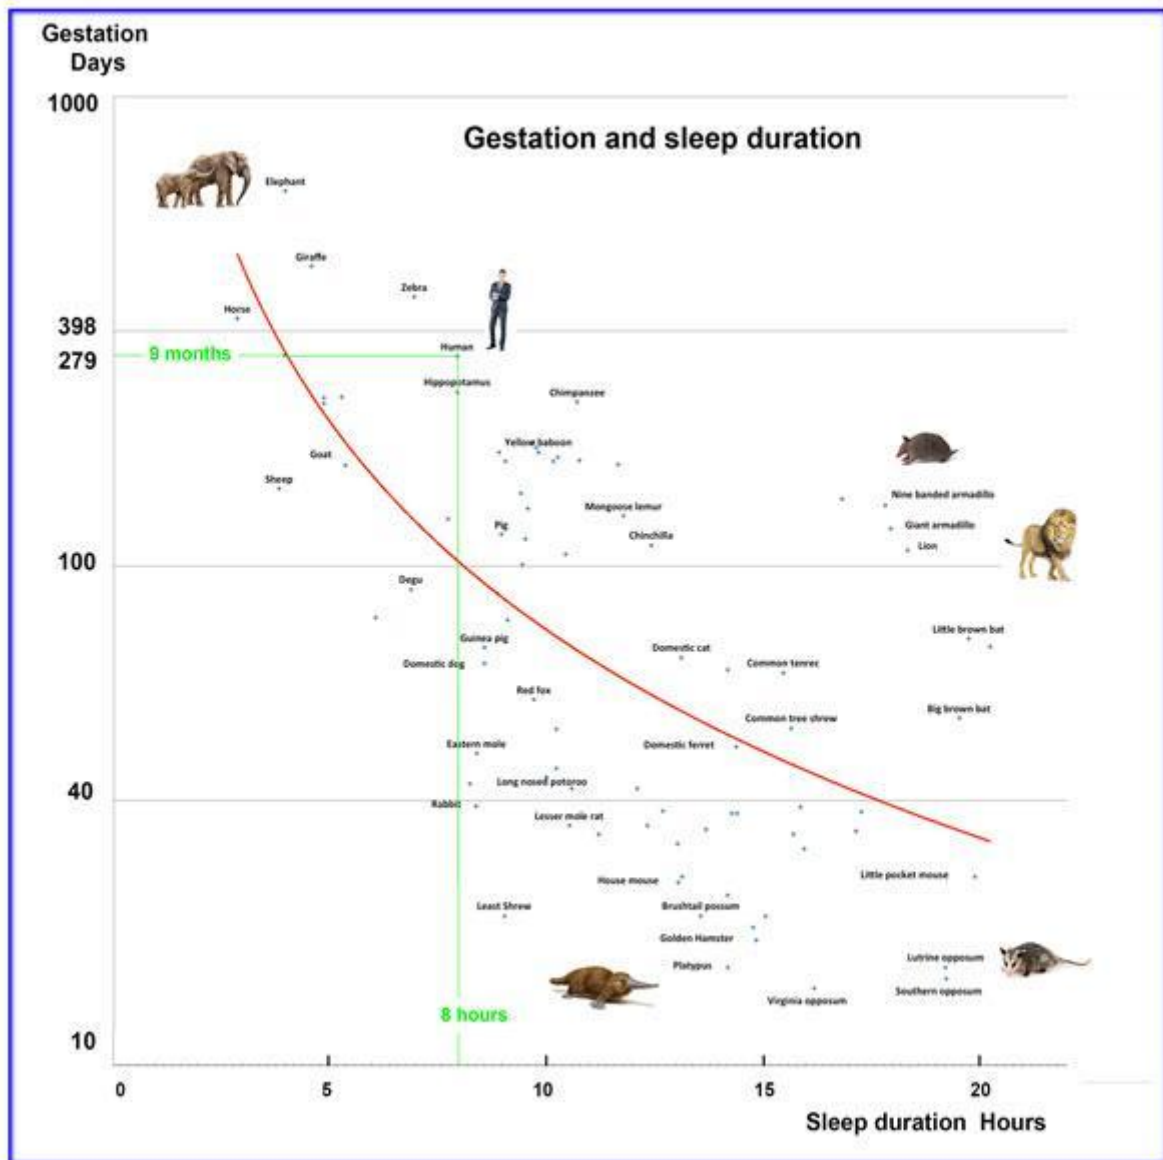 Gestation
Days
1000
Gestation and sleep duration
Elephant
Giraffe
Zebra
Horse
398
Human
9 months
279
Hippopotamus
Chimpanzee
Yellow baboon
Goat
Sheep
Nine banded armadillo
Mongoose lemur
Pig
Giant armadillo
Chinchilla
Lion
100
Degu
Little brown bat
Guinea pig
Domestic cat
Domestic dog
Common tenrec
Red fox
Big brown bat
Common tree shrew
Eastern mole
Domestic ferret
Long nosed potoroo
40
Rabbit
Lesser mole rat
House mouse
Little pocket mouse
Least Shrew
Brushtail possum
Golden Hamster
Platypus
Lutrine opposum
Southern opposum
Virginia opposum
8 hours
10
0 5 10 15 20
Sleep duration Hours